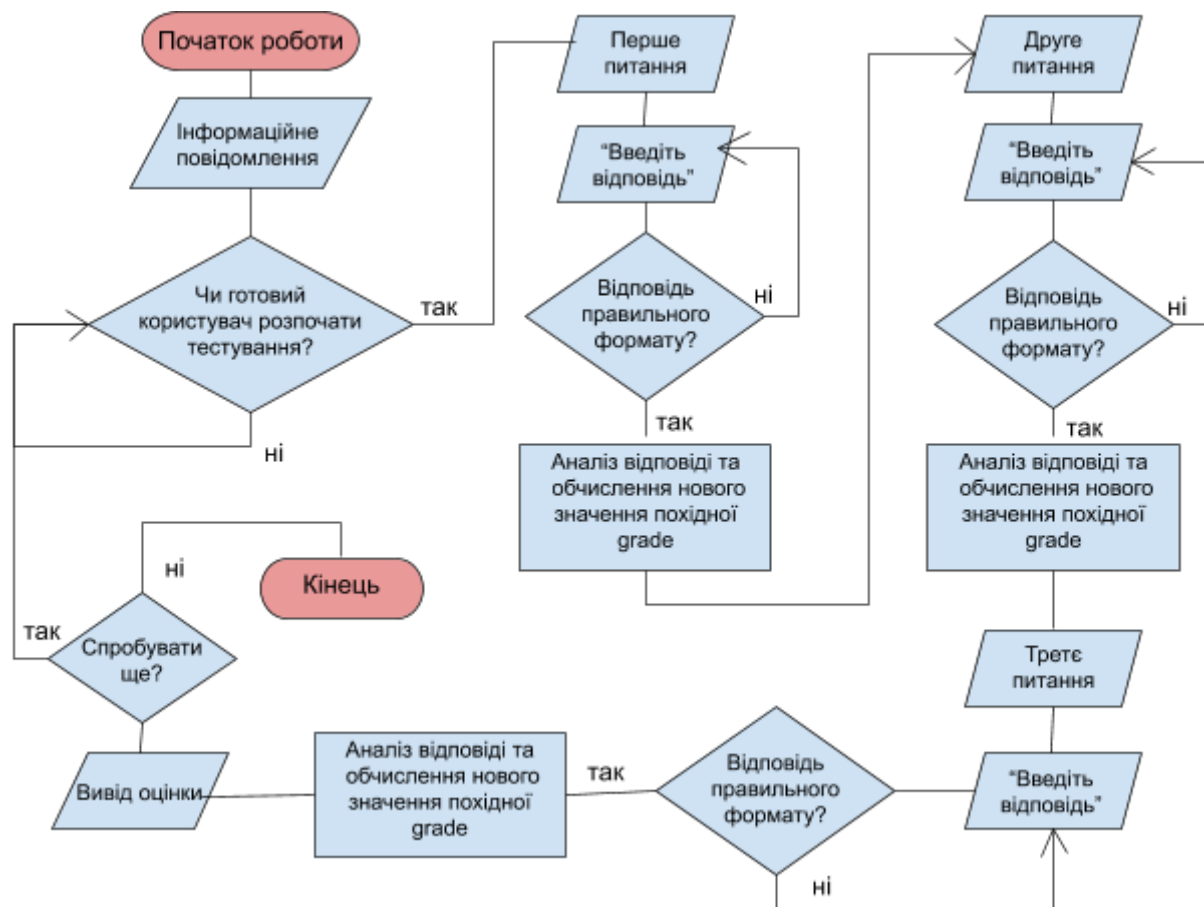 Початок роботи
Інформаційне
повідомлення
Чи готовий
користувач розпочати
тестування?
так
ні
Перше
питання
“Введіть
відповідь”
Відповідь
правильного
формату?
ні
так
Аналіз відповіді та
обчислення нового
значення похідної
grade
Друге
питання
“Введіть
відповідь”
Відповідь
правильного
формату?
ні
так
Аналіз відповіді та
обчислення нового
значення похідної
grade
Третє
питання
“Введіть
відповідь”
Відповідь
правильного
формату?
ні
так
Аналіз відповіді та
обчислення нового
значення похідної
grade
Вивід оцінки
Спробувати
ще?
так
ні
Кінець